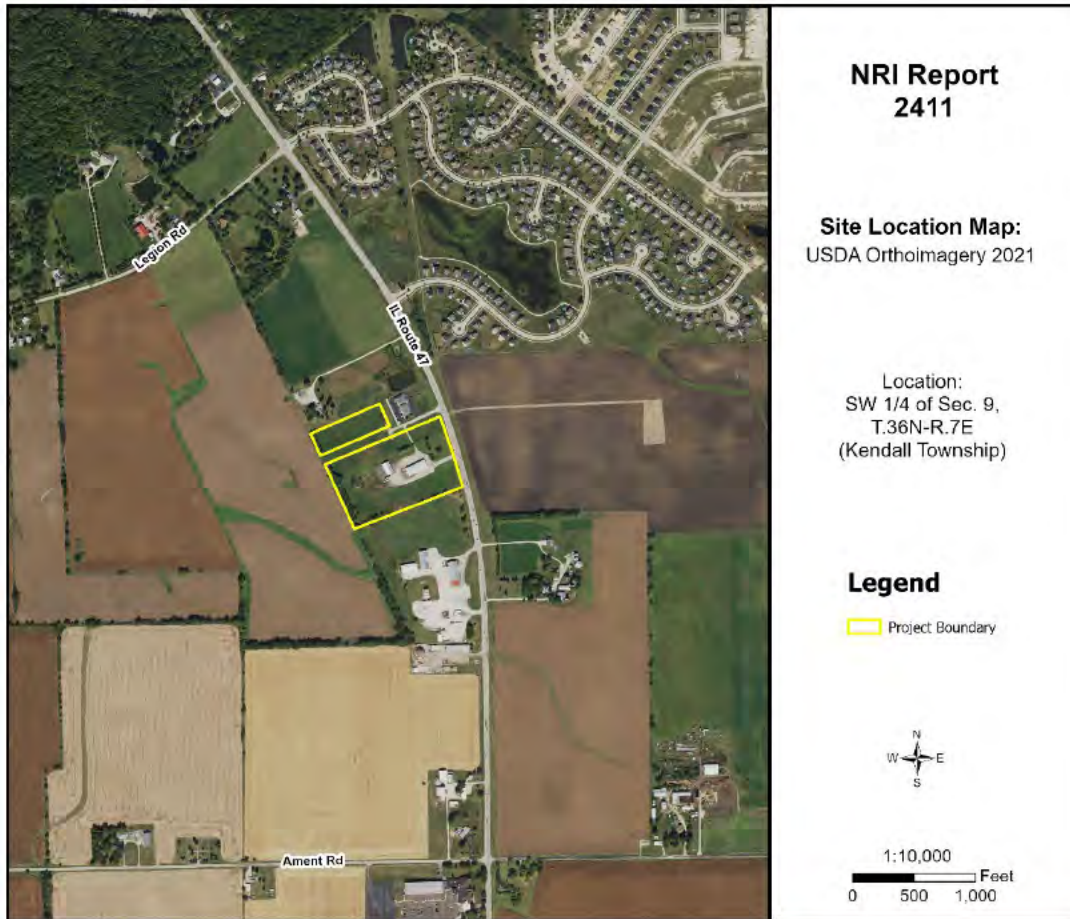 NRI Report
2411
Site Location Map:
USDA Orthoimagery 2021
Location:
SW 1/4 of Sec. 9,
T.36N-R.7E
(Kendall Township)
Legend
Project Boundary
N
W E
S
1:10,000
Feet
0 500 1,000
Legion Rd
IL Route 47
Ament Rd